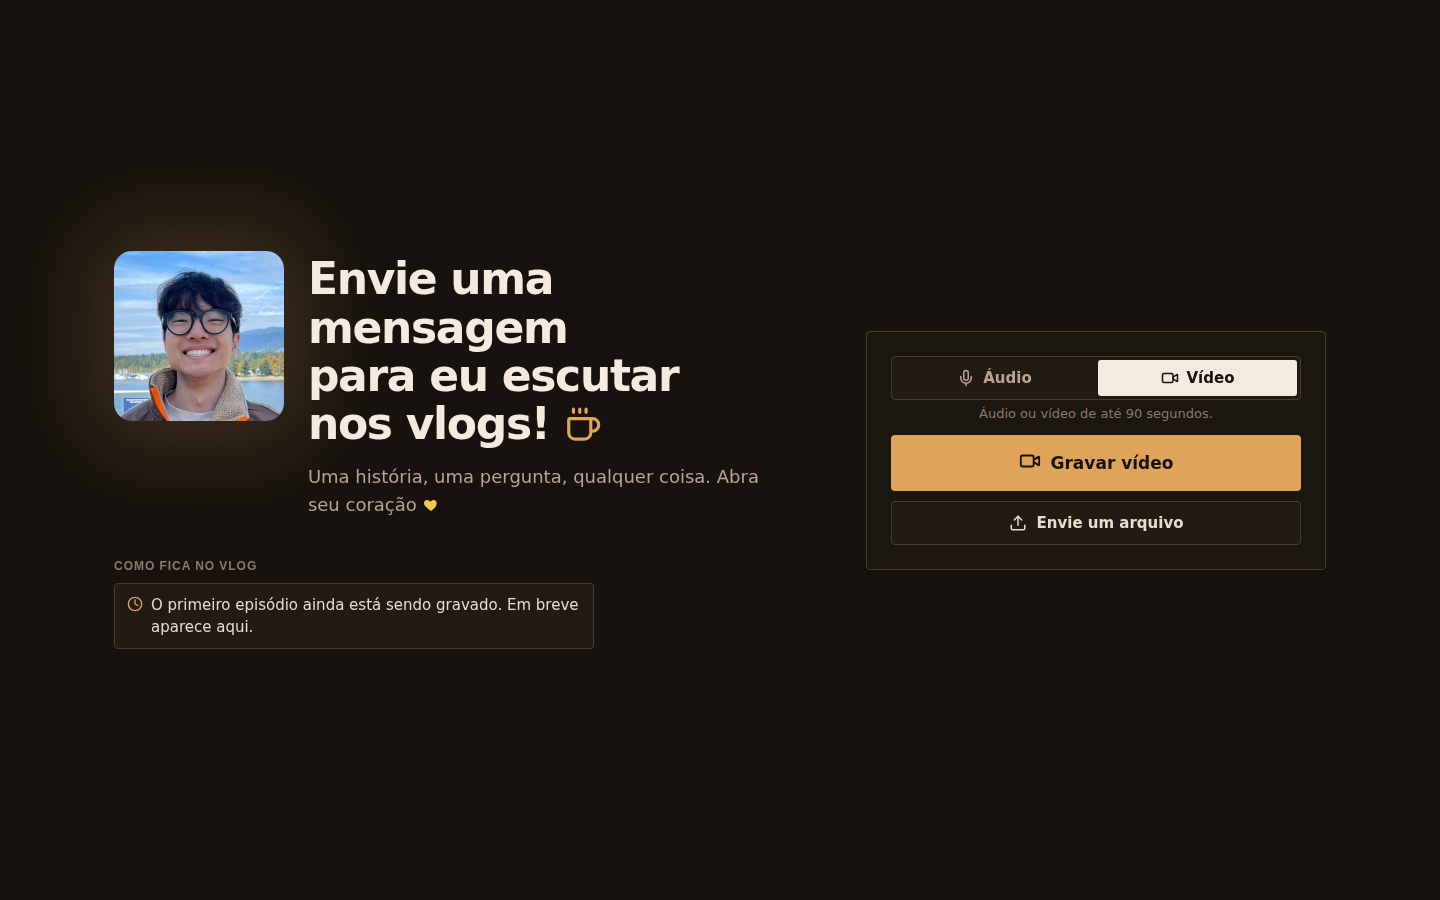 Envie uma
mensagem
para eu escutar
nos vlogs!
Uma história, uma pergunta, qualquer coisa. Abra
seu coração
COMO FICA NO VLOG
O primeiro episódio ainda está sendo gravado. Em breve
aparece aqui.
Áudio
Vídeo
Áudio ou vídeo de até 90 segundos.
Gravar vídeo
Envie um arquivo